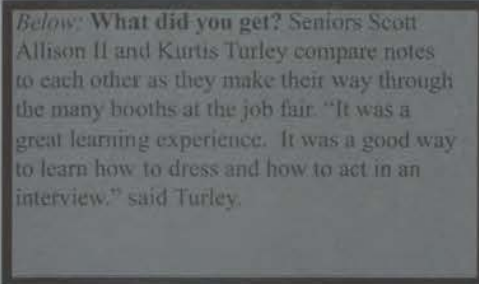 Below: What did you get? Seniors Scott
Allison II and Kurtis Turley compare notes
to each other as they make their way through
the many booths at the job fair. "It was a
great learning experience.  It was a good way
to learn how to dress and how to act in an
interview." said Turley.